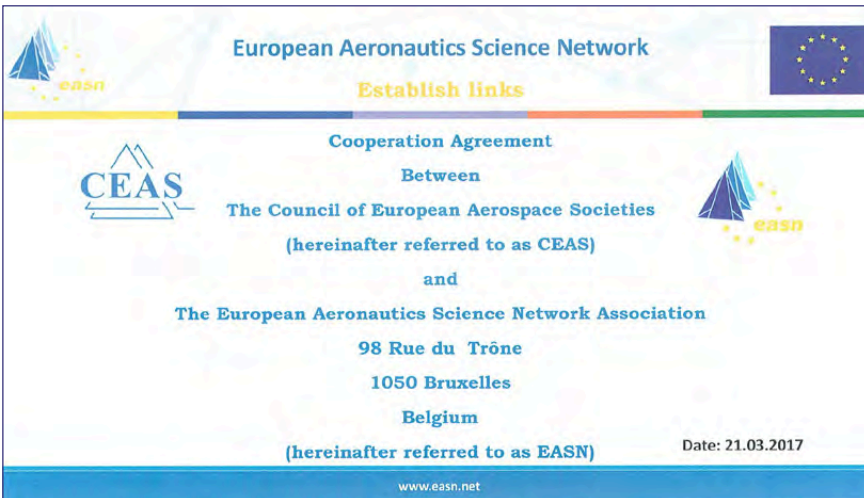 easn
European Aeronautics Science Network
Establish links
CEAS
Cooperation Agreement
Between
The Council of European Aerospace Societies
(hereinafter referred to as CEAS)
easn
and
The European Aeronautics Science Network Association
98 Rue du Trône
1050 Bruxelles
Belgium
(hereinafter referred to as EASN)
Date: 21.03.2017
www.easn.net